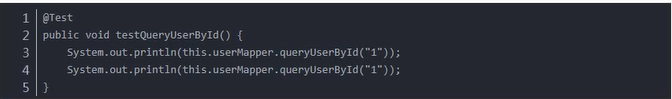 1 @Test
2 public void testQueryUserById() {
3     System.out.println(this.userMapper.queryUserById("1"));
4     System.out.println(this.userMapper.queryUserById("1"));
5 }